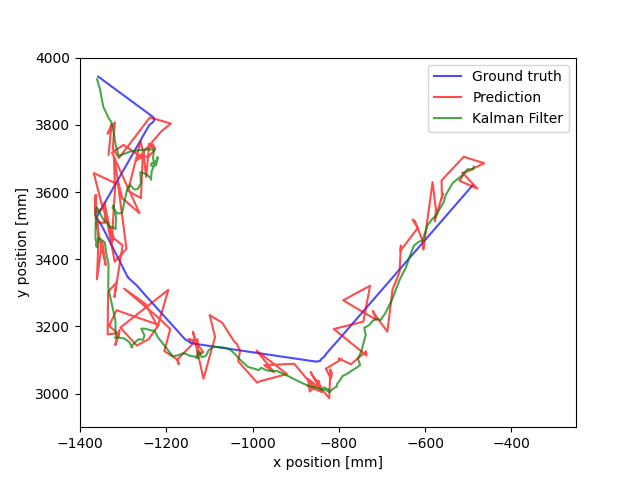 4000
3800
3600
3400
3200
3000
−1400
−1200
−1000
−800
−600
−400
x position [mm]
y position [mm]
Ground truth
Prediction
Kalman Filter